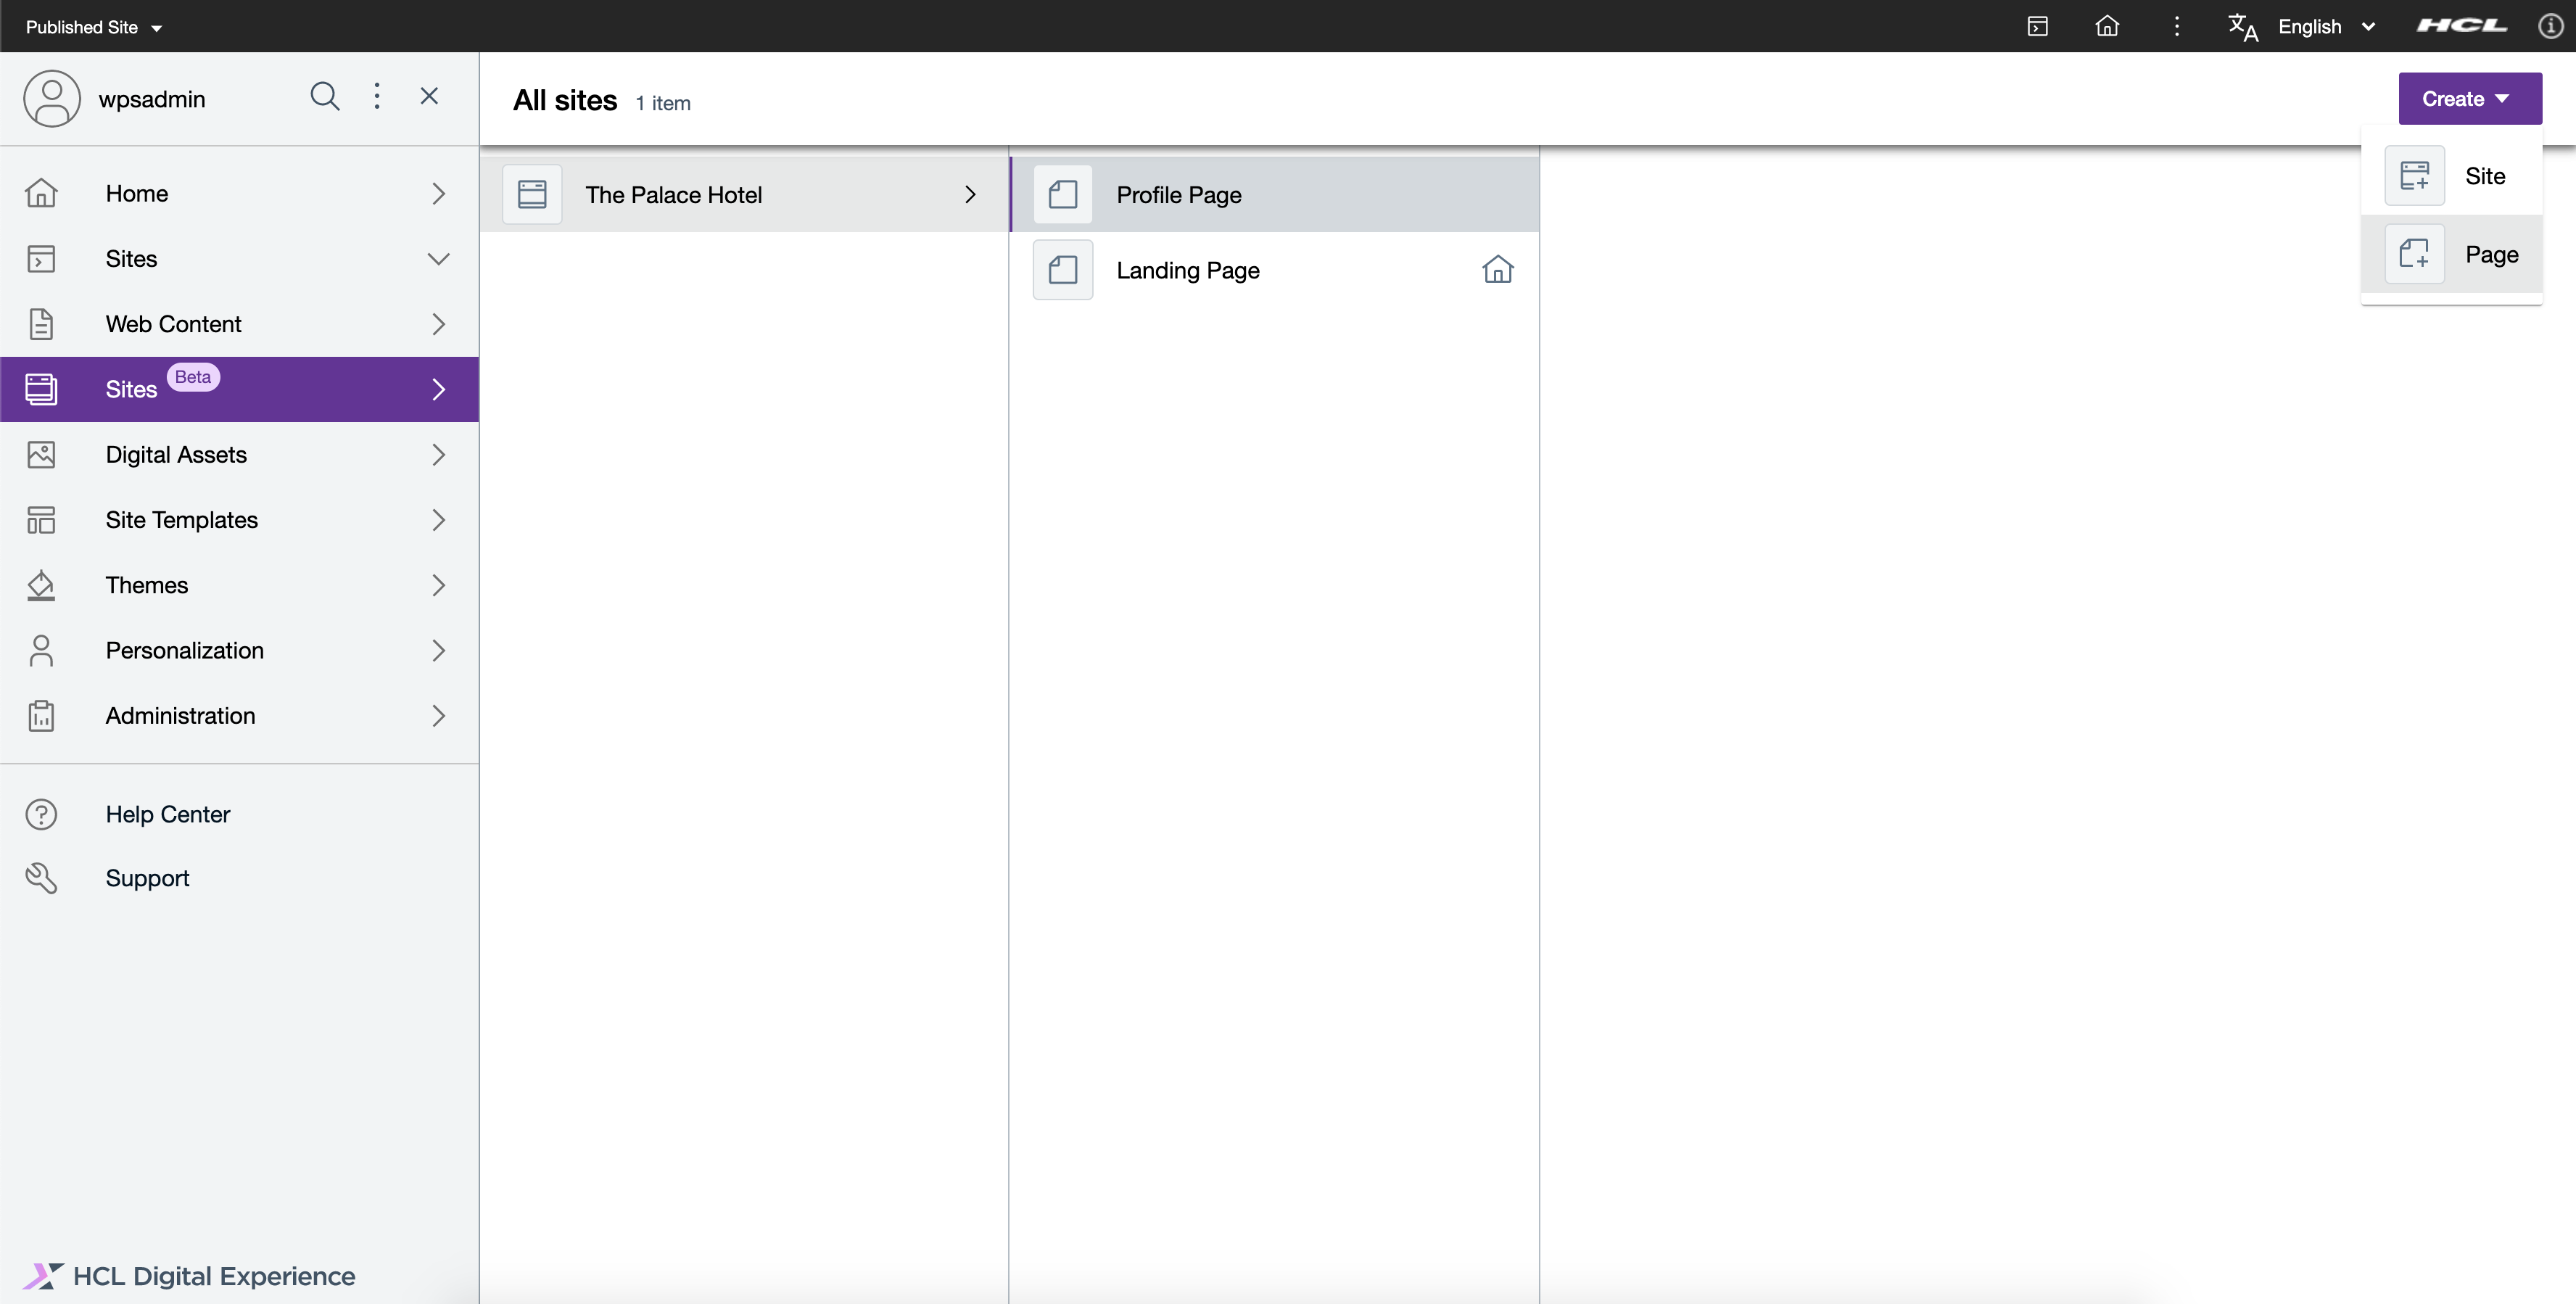 Published Site
English
HCL
wpsadmin
All sites 1 item
Create
Site
Page
Home
Sites
Web Content
Sites Beta
Digital Assets
Site Templates
Themes
Personalization
Administration
Help Center
Support
The Palace Hotel
Profile Page
Landing Page
HCL Digital Experience